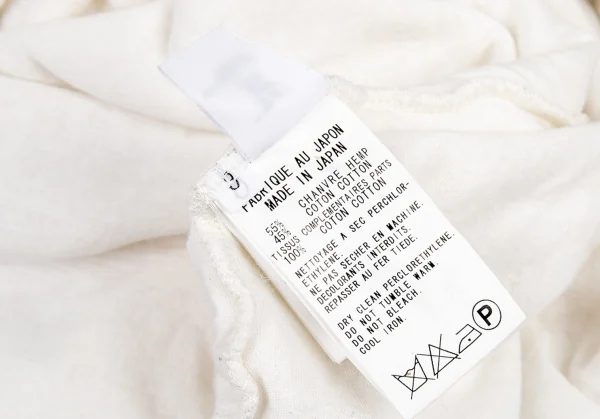 3
FABRIQUE AU JAPON
MADE IN JAPAN
55% CHANVRE HEMP
45% COTON COTTON
TISSUS COMPLEMENTAIRES PARTS
100% COTON COTTON
NETTOYAGE A SEC PERCHLOR-
ETHYLENE.
NE PAS SECHER EN MACHINE.
DECOLORANTS INTERDITS.
REPASSER AU FER TIEDE.
DRY CLEAN PERCLORETHYLENE.
DO NOT TUMBLE WARM.
DO NOT BLEACH.
COOL IRON.
P